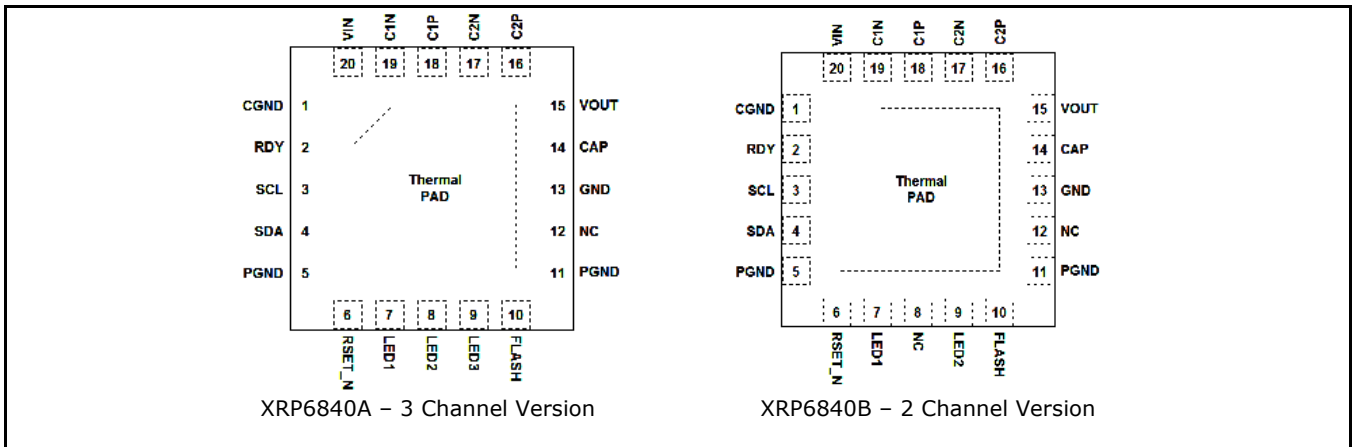 VIN C1N C1P C2N C2P
20 19 18 17 16
CGND 1 15 VOUT
RDY 2 14 CAP
SCL 3 13 GND
SDA 4 12 NC
PGND 5 11 PGND
Thermal
PAD
6 7 8 9 10
RSET_N LED1 LED2 LED3 FLASH
XRP6840A – 3 Channel Version
VIN C1N C1P C2N C2P
20 19 18 17 16
CGND 1 15 VOUT
RDY 2 14 CAP
SCL 3 13 GND
SDA 4 12 NC
PGND 5 11 PGND
Thermal
PAD
6 7 8 9 10
RSET_N LED1 NC LED2 FLASH
XRP6840B – 2 Channel Version